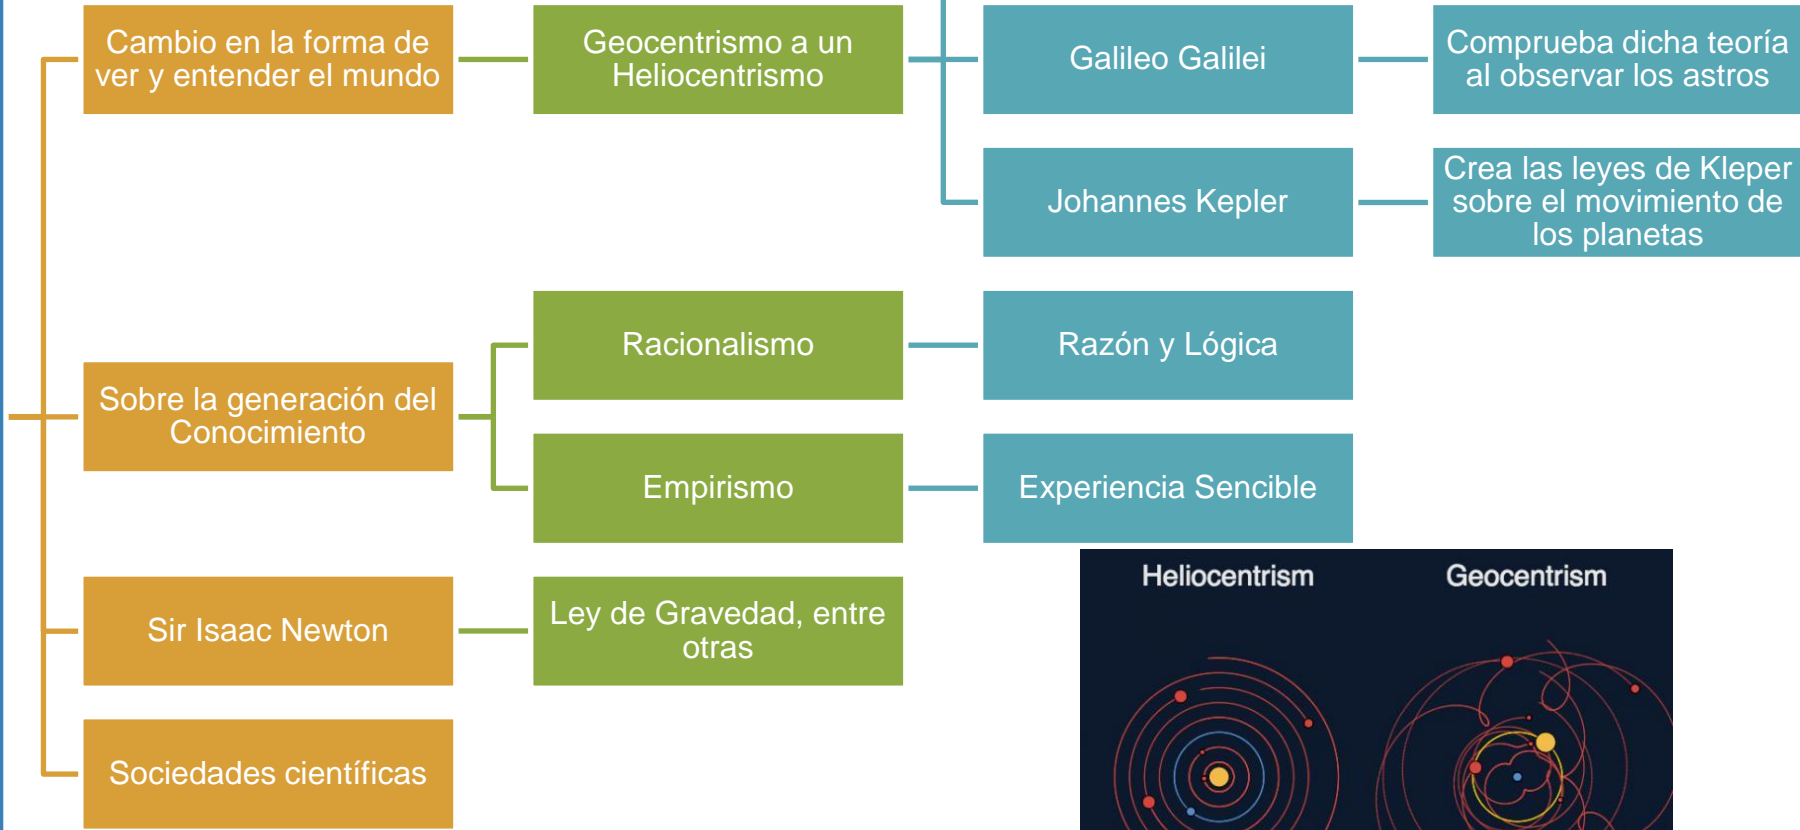 Cambio en la forma de
ver y entender el mundo
Geocentrismo a un
Heliocentrismo
Galileo Galilei
Comprueba dicha teoría
al observar los astros
Johannes Kepler
Crea las leyes de Kleper
sobre el movimiento de
los planetas
Sobre la generación del
Conocimiento
Racionalismo
Razón y Lógica
Empirismo
Experiencia Sencible
Sir Isaac Newton
Ley de Gravedad, entre
otras
Sociedades científicas
Heliocentrism
Geocentrism